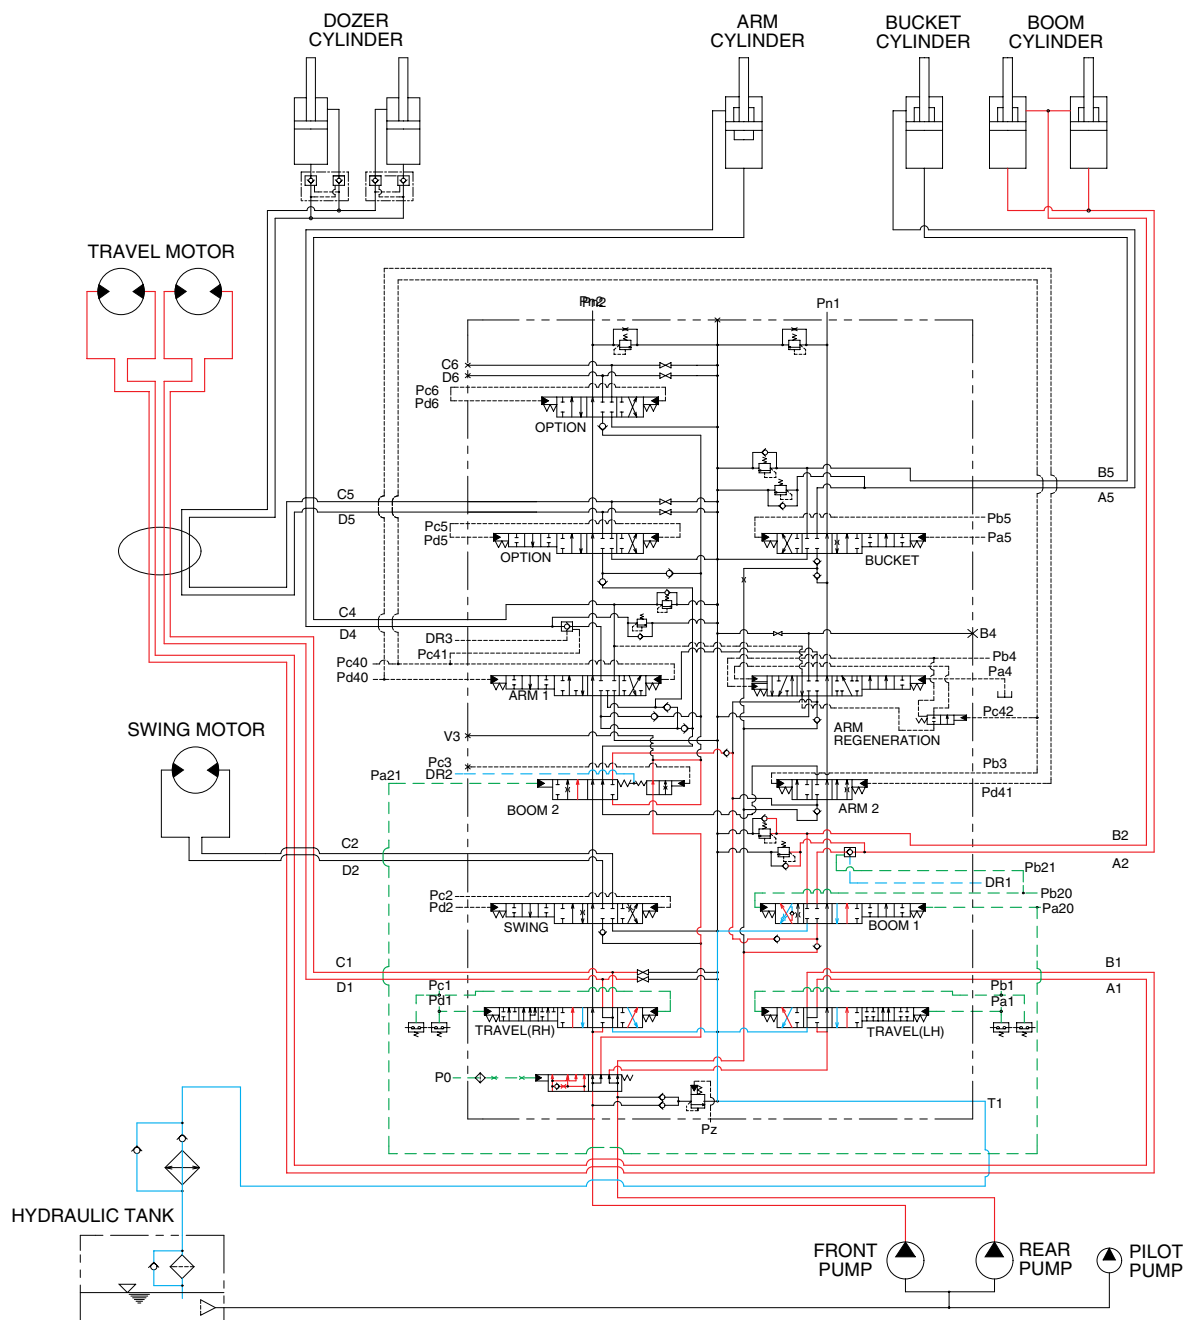 DOZER
CYLINDER
ARM
CYLINDER
BUCKET
CYLINDER
BOOM
CYLINDER
TRAVEL MOTOR
Pn2
Pn1
C6
D6
Pc6
Pd6
OPTION
C5
D5
Pc5
Pd5
OPTION
B5
A5
Pb5
Pa5
BUCKET
C4
D4
DR3
Pc41
Pc40
Pd40
ARM 1
B4
Pb4
Pa4
Pc42
ARM
REGENERATION
SWING MOTOR
V3
Pc3
DR2
Pa21
BOOM 2
Pb3
Pd41
ARM 2
C2
D2
B2
A2
Pb21
DR1
Pb20
Pa20
Pc2
Pd2
SWING
BOOM 1
C1
D1
B1
A1
Pc1
Pd1
TRAVEL(RH)
Pb1
Pa1
TRAVEL(LH)
P0
Pz
T1
HYDRAULIC TANK
FRONT
PUMP
REAR
PUMP
PILOT
PUMP